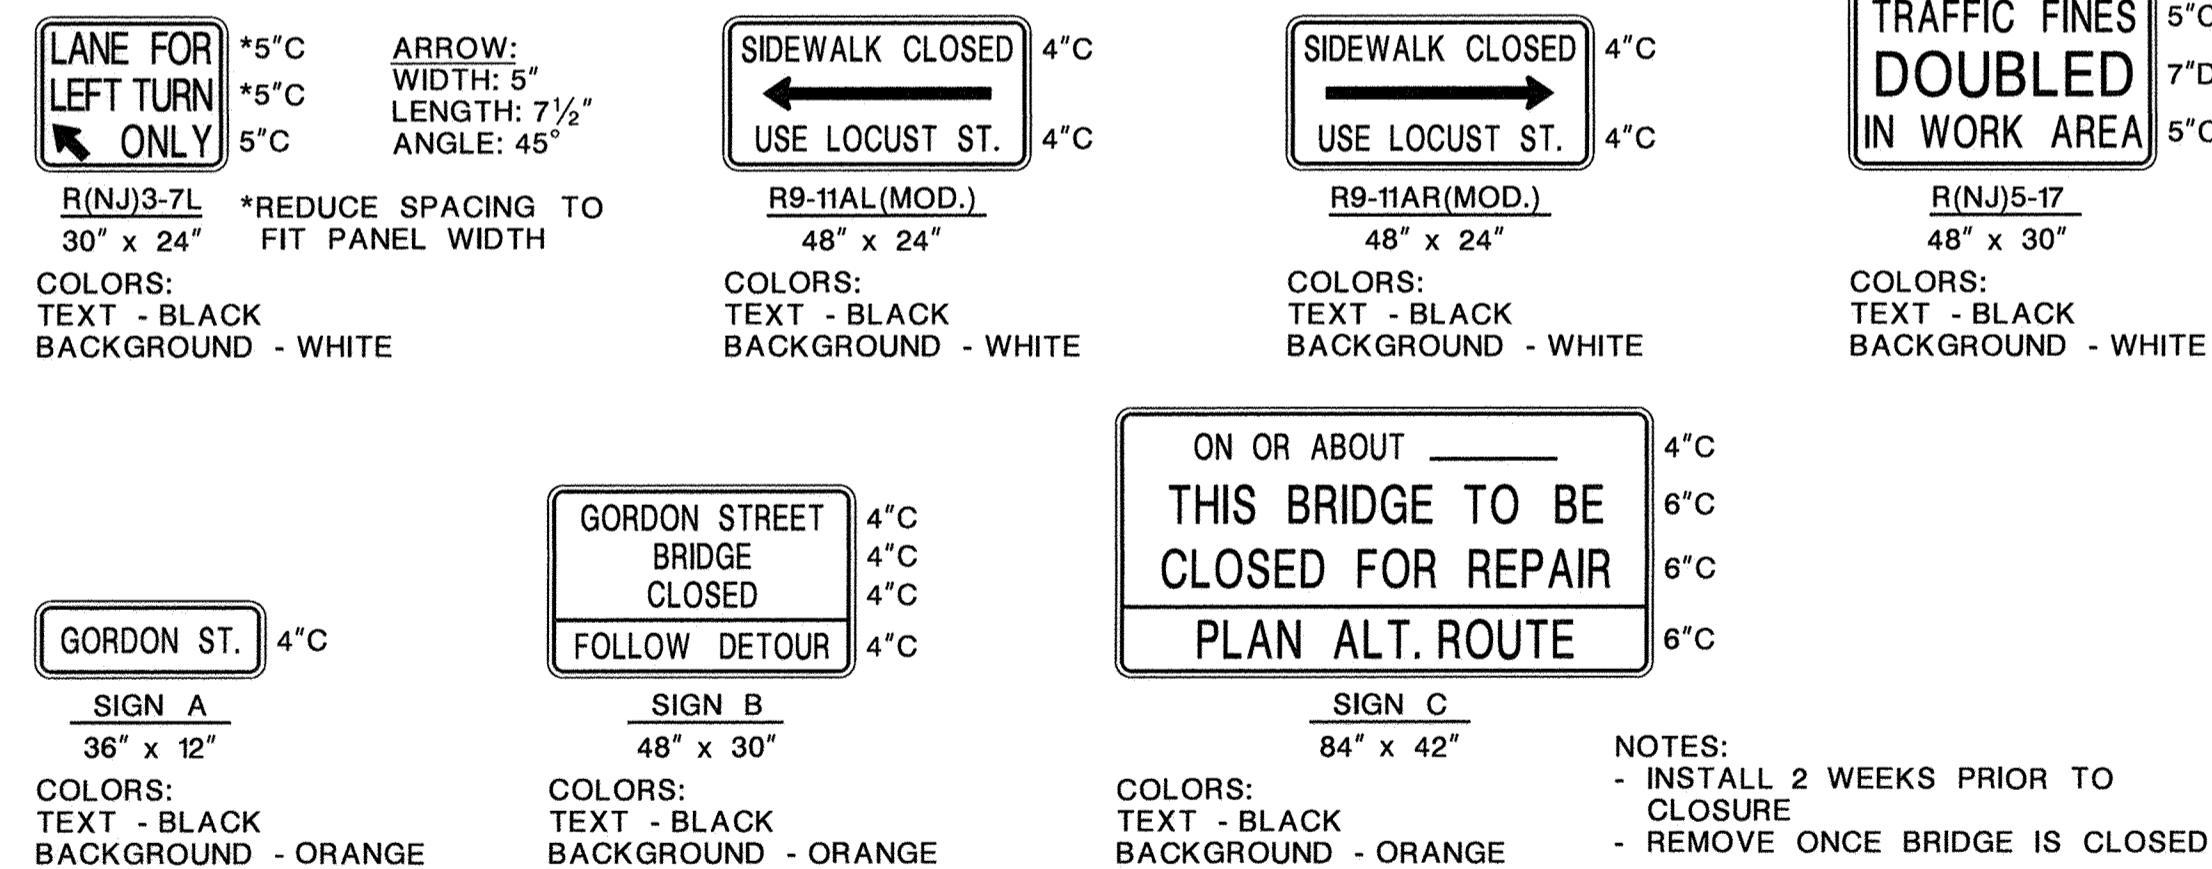 LANE FOR *5"C
LEFT TURN *5"C
ONLY 5"C
ARROW:
WIDTH: 5"
LENGTH: 7½"
ANGLE: 45°
R(NJ)3-7L
30" x 24"
*REDUCE SPACING TO
FIT PANEL WIDTH
COLORS:
TEXT - BLACK
BACKGROUND - WHITE
SIDEWALK CLOSED 4"C
USE LOCUST ST. 4"C
R9-11AL(MOD.)
48" x 24"
COLORS:
TEXT - BLACK
BACKGROUND - WHITE
SIDEWALK CLOSED 4"C
USE LOCUST ST. 4"C
R9-11AR(MOD.)
48" x 24"
COLORS:
TEXT - BLACK
BACKGROUND - WHITE
TRAFFIC FINES 5"C
DOUBLED 7"D
IN WORK AREA 5"C
R(NJ)5-17
48" x 30"
COLORS:
TEXT - BLACK
BACKGROUND - WHITE
GORDON ST. 4"C
SIGN A
36" x 12"
COLORS:
TEXT - BLACK
BACKGROUND - ORANGE
GORDON STREET 4"C
BRIDGE 4"C
CLOSED 4"C
FOLLOW DETOUR 4"C
SIGN B
48" x 30"
COLORS:
TEXT - BLACK
BACKGROUND - ORANGE
ON OR ABOUT ______ 4"C
THIS BRIDGE TO BE 6"C
CLOSED FOR REPAIR 6"C
PLAN ALT. ROUTE 6"C
SIGN C
84" x 42"
COLORS:
TEXT - BLACK
BACKGROUND - ORANGE
NOTES:
- INSTALL 2 WEEKS PRIOR TO
CLOSURE
- REMOVE ONCE BRIDGE IS CLOSED